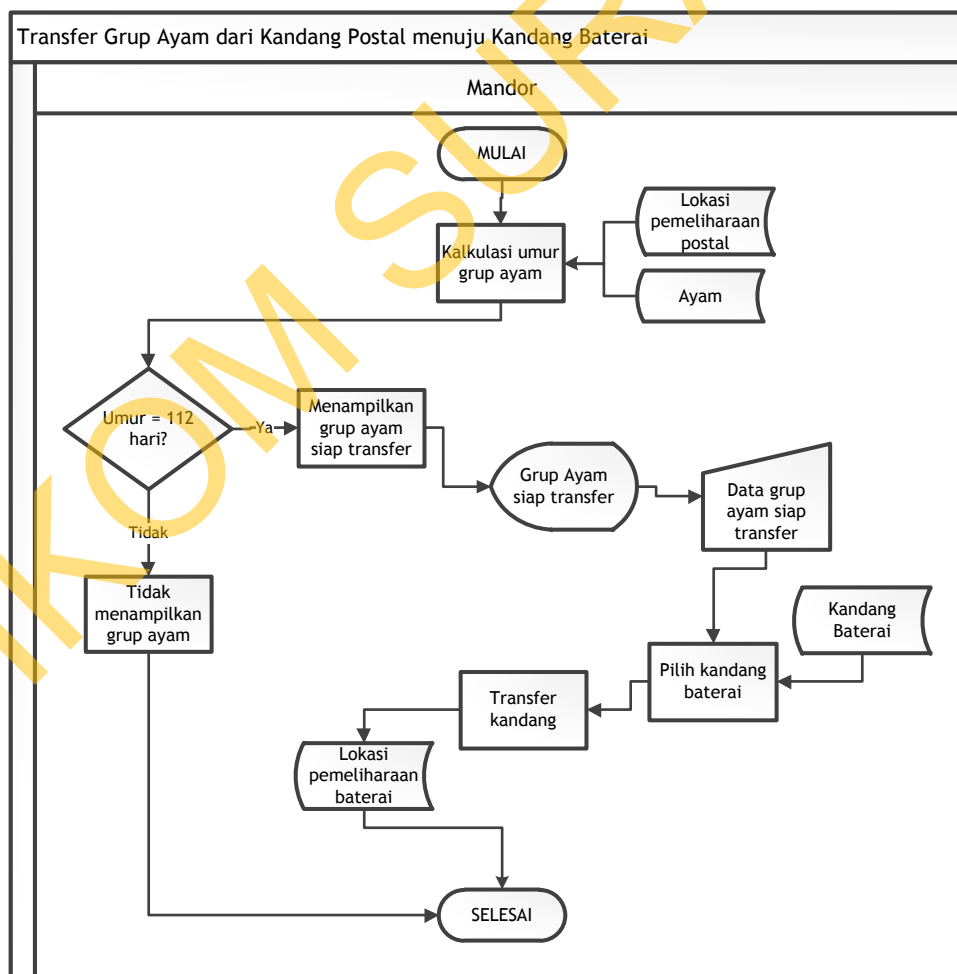 Transfer Grup Ayam dari Kandang Postal menuju Kandang Baterai
Mandor
MULAI
Lokasi
pemeliharaan
postal
Kalkulasi umur
grup ayam
Ayam
Umur = 112
hari?
Ya
Menampilkan
grup ayam
siap transfer
Grup Ayam
siap transfer
Data grup
ayam siap
transfer
Tidak
Tidak
menampilkan
grup ayam
Kandang
Baterai
Pilih kandang
baterai
Transfer
kandang
Lokasi
pemeliharaan
baterai
SELESAI
IKOM SUR